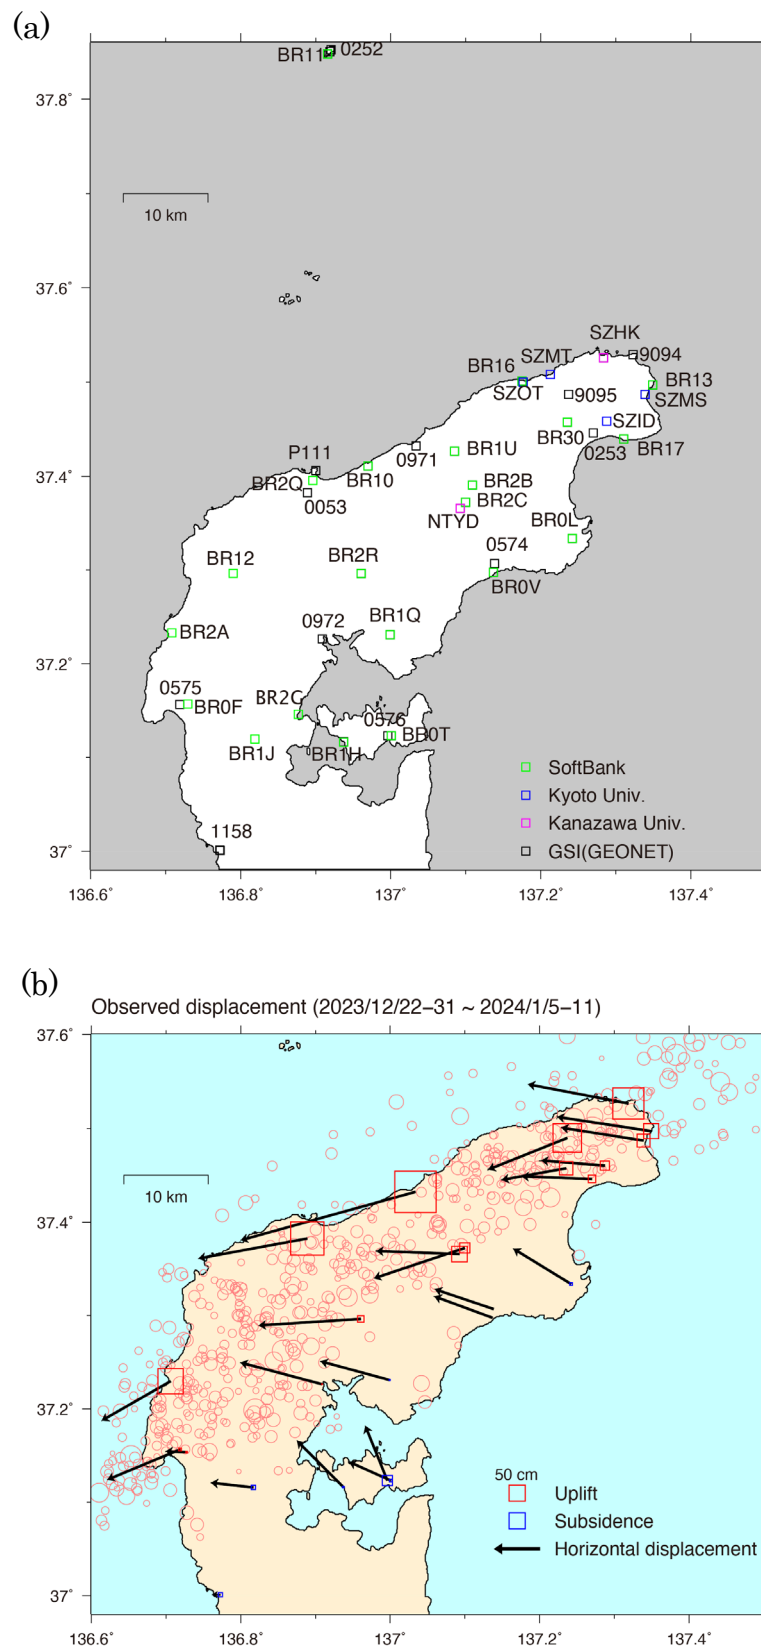 (a)
BR11 0252
37.8°
10 km
37.6°
SZHK
SZMT 9094
BR16 BR13
SZOT 9095 SZMS
SZID
BR30
0253 BR17
P111 0971 BR1U
37.4°
BR2Q BR10 BR2B
0053 BR2C
NTYD BR0L
0574
BR12 BR2R
BR0V
0972 BR1Q
BR2A
37.2°
0575 BR2G
BR0F 0576
BR0T
BR1J BR1H
SoftBank
Kyoto Univ.
Kanazawa Univ.
1158
37°
GSI(GEONET)
136.6° 136.8° 137° 137.2° 137.4°
(b)
Observed displacement (2023/12/22–31 ~ 2024/1/5–11)
37.6°
10 km
37.4°
37.2°
50 cm
Uplift
Subsidence
Horizontal displacement
37°
136.6° 136.8° 137° 137.2° 137.4°